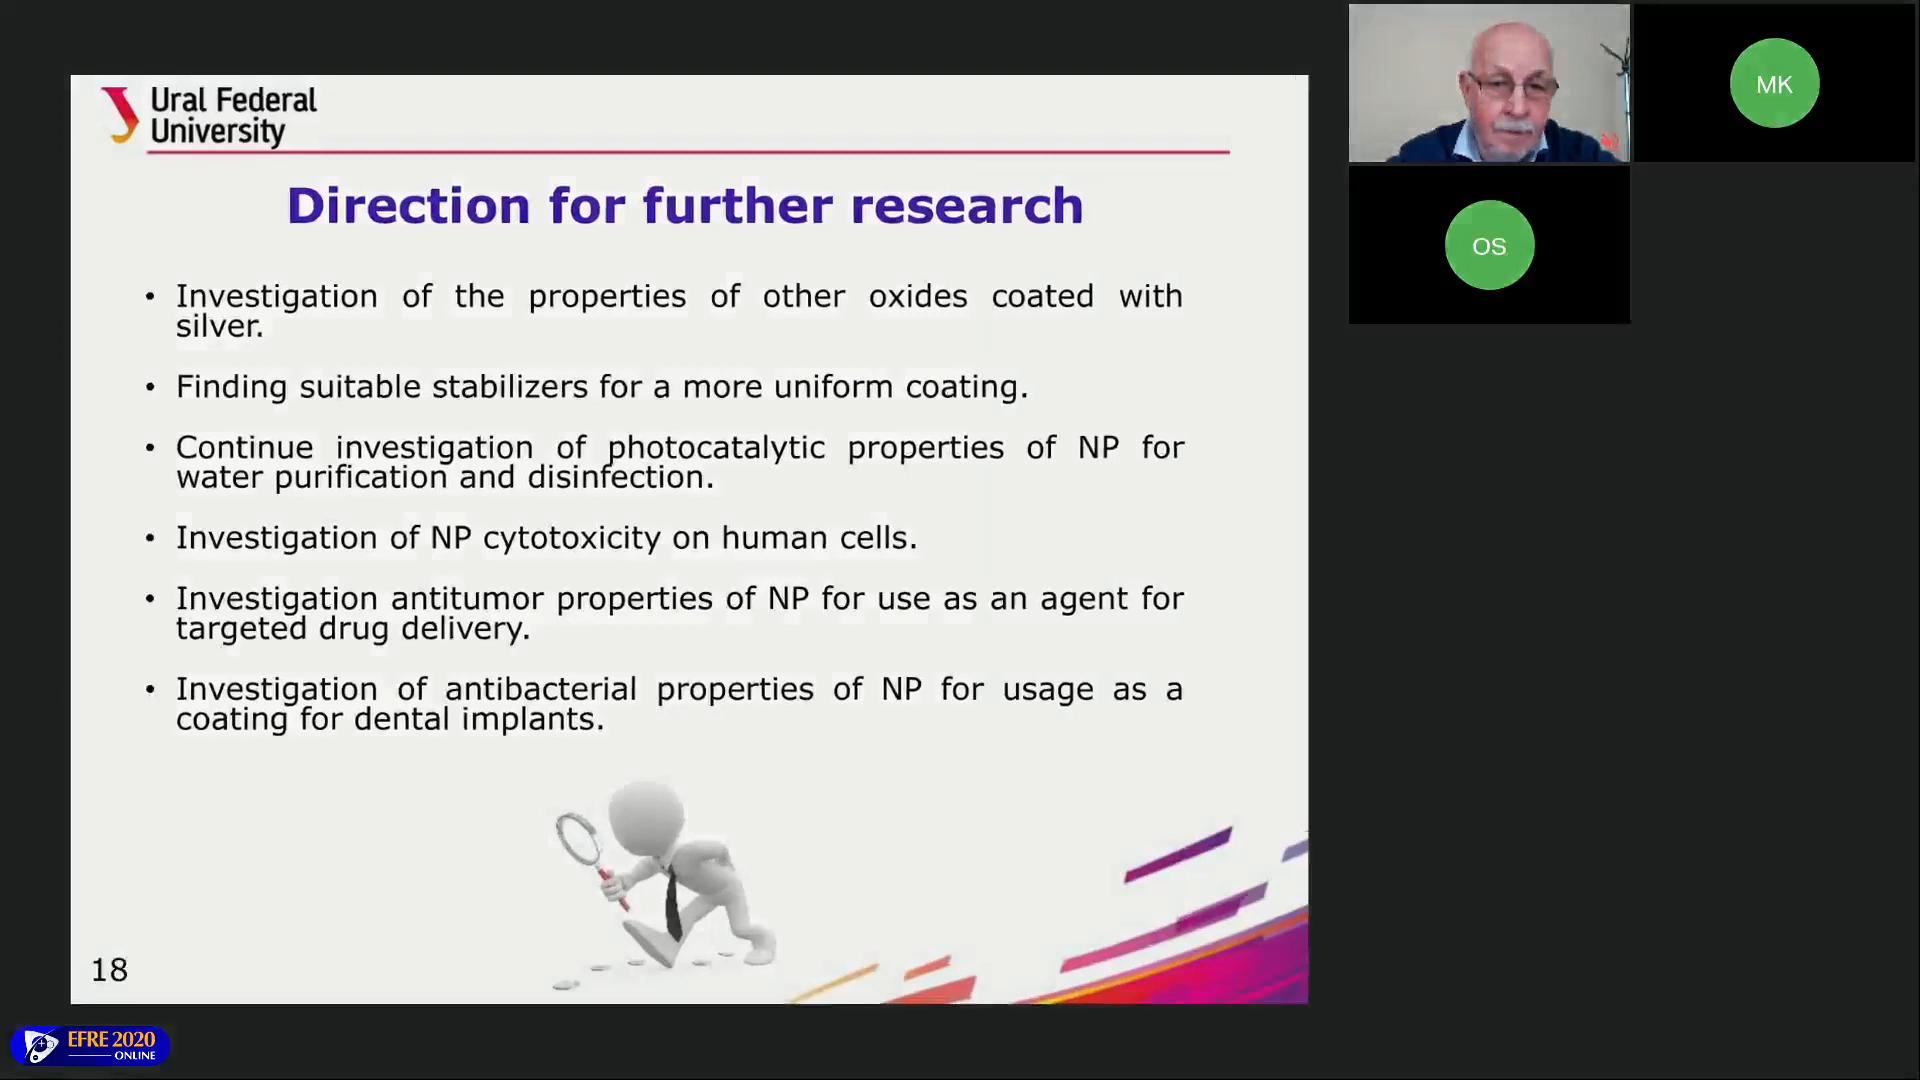 Ural Federal
University
Direction for further research
• Investigation of the properties of other oxides coated with
silver.
• Finding suitable stabilizers for a more uniform coating.
• Continue investigation of photocatalytic properties of NP for
water purification and disinfection.
• Investigation of NP cytotoxicity on human cells.
• Investigation antitumor properties of NP for use as an agent for
targeted drug delivery.
• Investigation of antibacterial properties of NP for usage as a
coating for dental implants.
18
MK
OS
EFRE 2020
ONLINE